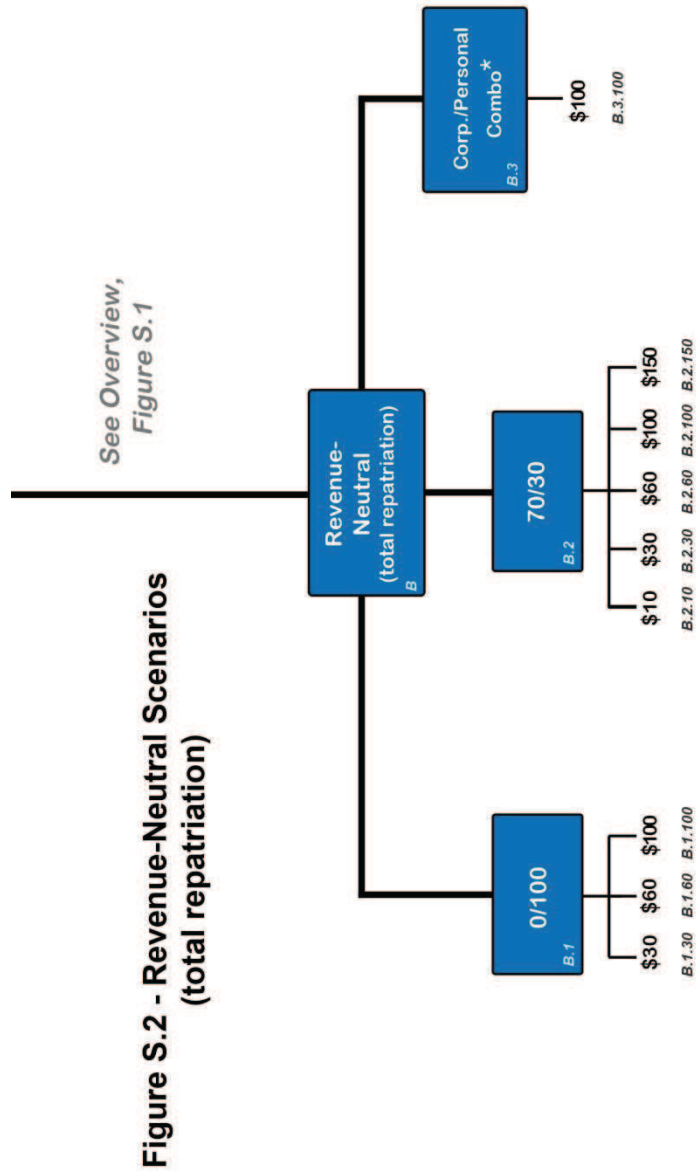 Figure S.2 - Revenue-Neutral Scenarios
(total repatriation)
See Overview,
Figure S.1
Revenue-
Neutral
(total repatriation)
B
0/100
B.1
$30
$60
$100
B.1.30
B.1.60
B.1.100
70/30
B.2
$10
$30
$60
$100
$150
B.2.10
B.2.30
B.2.60
B.2.100
B.2.150
Corp./Personal
Combo*
B.3
$100
B.3.100